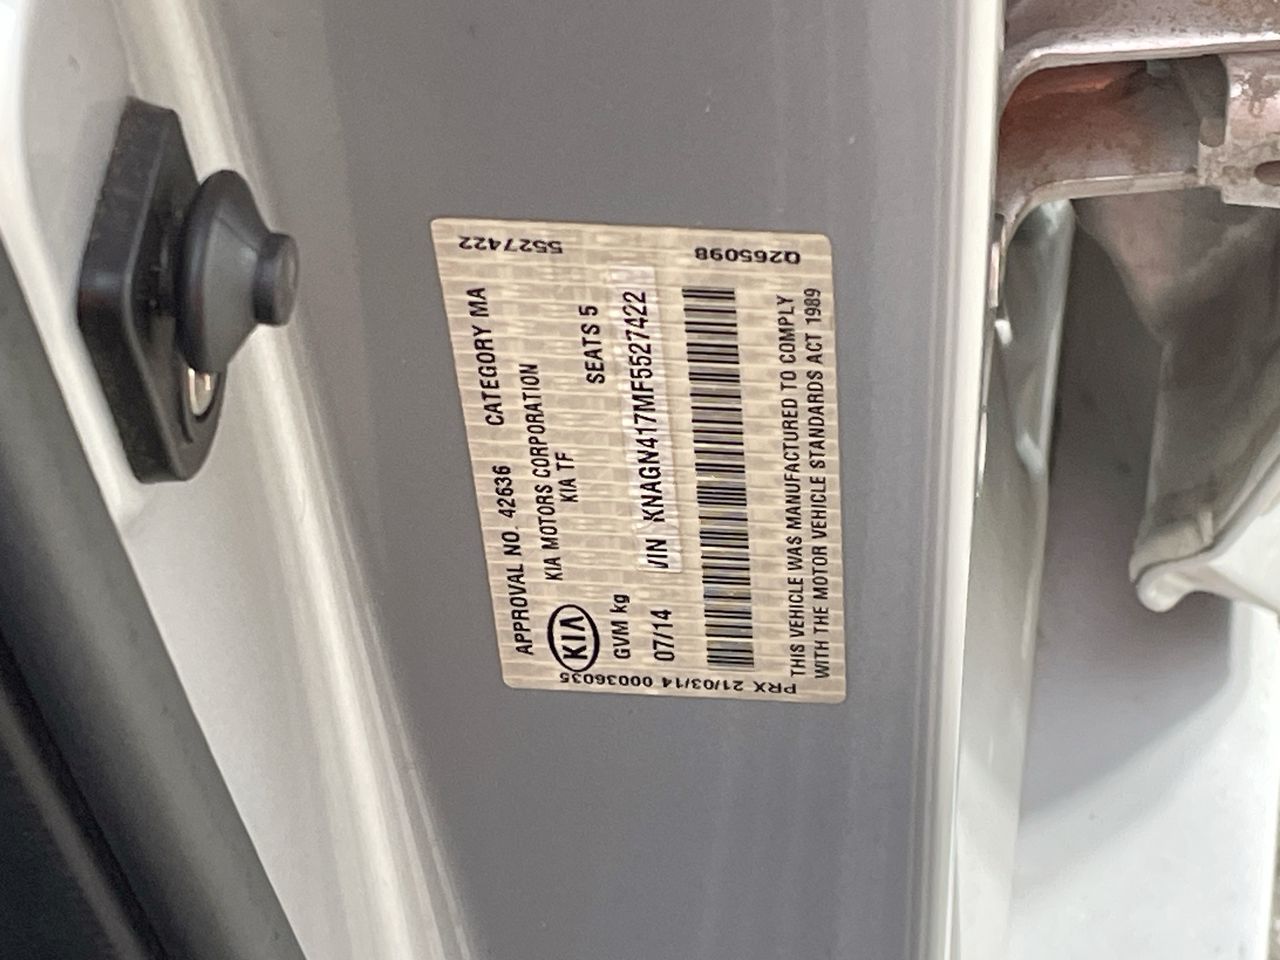 5527422
Q265098
APPROVAL NO. 42636 CATEGORY MA
KIA MOTORS CORPORATION
KIA
KIA TF
GVM kg SEATS 5
07/14 VIN KNAGN417MF5527422
THIS VEHICLE WAS MANUFACTURED TO COMPLY
WITH THE MOTOR VEHICLE STANDARDS ACT 1989
PRX 21/03/14 00036035